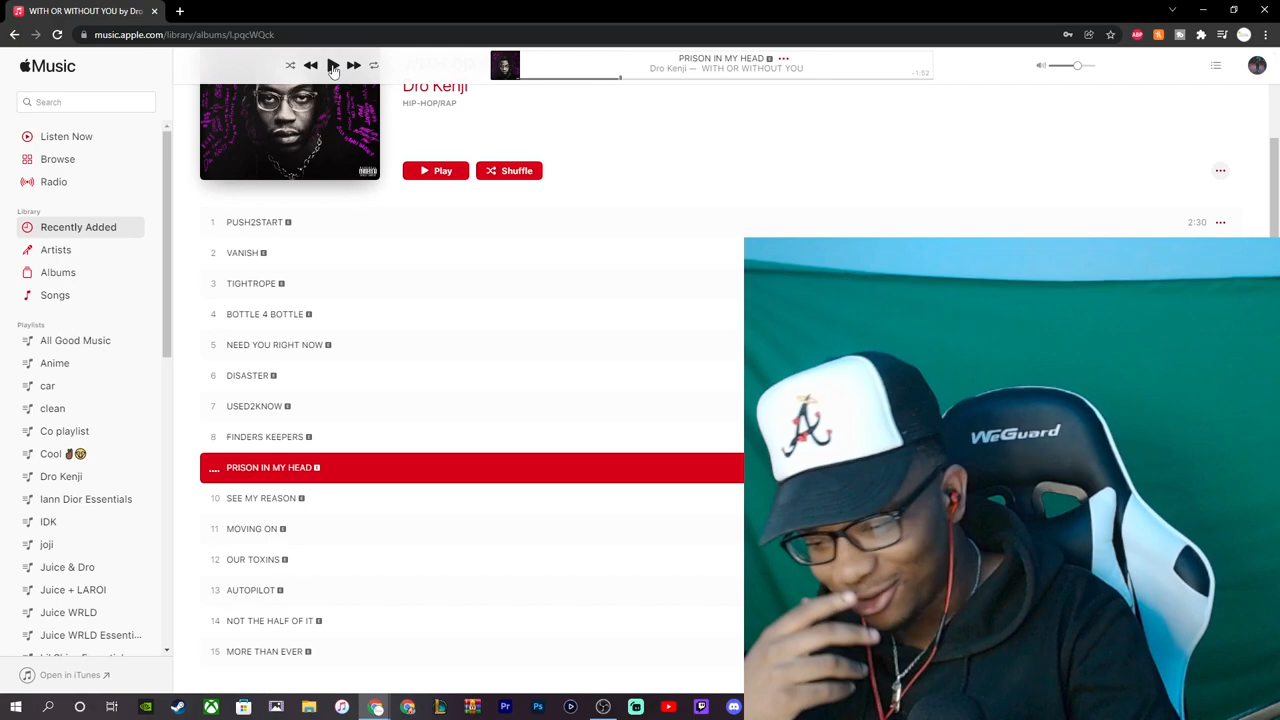 WITH OR WITHOUT YOU by Dro
music.apple.com/library/albums/l.pqcWQck
Music
PRISON IN MY HEAD E
Dro Kenji — WITH OR WITHOUT YOU
-1:52
Search
Dro Kenji
HIP-HOP/RAP
Listen Now
Browse
Radio
Play
Shuffle
Library
Recently Added
Artists
Albums
Songs
Playlists
All Good Music
Anime
car
clean
Co playlist
Cool
Dro Kenji
Iann Dior Essentials
IDK
joji
Juice & Dro
Juice + LAROI
Juice WRLD
Juice WRLD Essenti...
Open in iTunes
1 PUSH2START E 2:30
2 VANISH E
3 TIGHTROPE E
4 BOTTLE 4 BOTTLE E
5 NEED YOU RIGHT NOW E
6 DISASTER E
7 USED2KNOW E
8 FINDERS KEEPERS E
PRISON IN MY HEAD E
10 SEE MY REASON E
11 MOVING ON E
12 OUR TOXINS E
13 AUTOPILOT E
14 NOT THE HALF OF IT E
15 MORE THAN EVER E
WeGuard
A